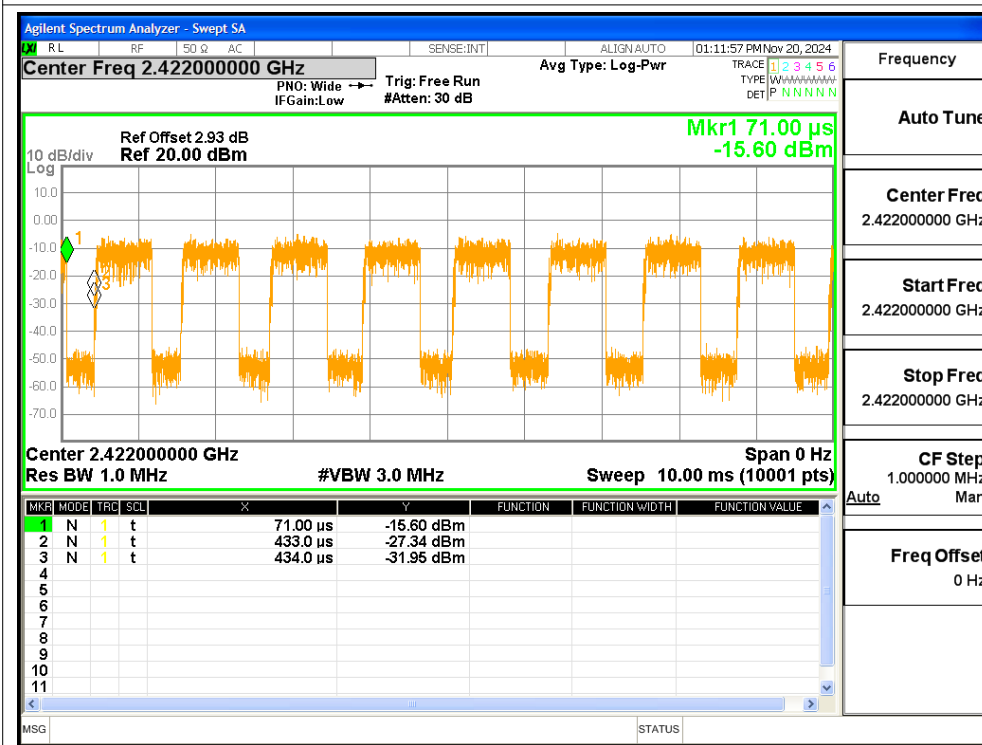 Agilent Spectrum Analyzer - Swept SA
LXI RL RF 50 Ω AC SENSE:INT ALIGN AUTO 01:11:57 PM Nov 20, 2024
Center Freq 2.422000000 GHz
PNO: Wide
IFGain:Low
Trig: Free Run
#Atten: 30 dB
Avg Type: Log-Pwr
TRACE 1 2 3 4 5 6
TYPE W
DET P N N N N N
Ref Offset 2.93 dB
10 dB/div Ref 20.00 dBm
Log
Mkr1 71.00 µs
-15.60 dBm
10.0
0.00
-10.0
-20.0
-30.0
-40.0
-50.0
-60.0
-70.0
1
3
Center 2.422000000 GHz Span 0 Hz
Res BW 1.0 MHz #VBW 3.0 MHz Sweep 10.00 ms (10001 pts)
MKR MODE TRC SCL X Y FUNCTION FUNCTION WIDTH FUNCTION VALUE
1 N 1 t 71.00 µs -15.60 dBm
2 N 1 t 433.0 µs -27.34 dBm
3 N 1 t 434.0 µs -31.95 dBm
4
5
6
7
8
9
10
11
MSG STATUS
Frequency
Auto Tune
Center Freq
2.422000000 GHz
Start Freq
2.422000000 GHz
Stop Freq
2.422000000 GHz
CF Step
1.000000 MHz
Auto Man
Freq Offset
0 Hz